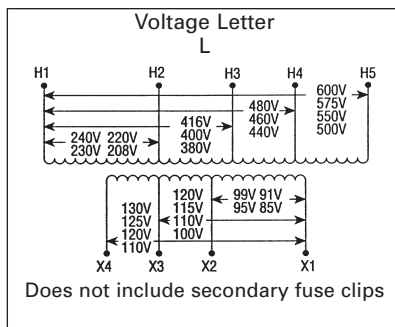 Voltage Letter
L
H1 H2 H3 H4 H5
600V
575V
550V
500V
480V
460V
440V
416V
400V
380V
240V 220V
230V 208V
130V
125V
120V
110V
120V
115V
110V
100V
99V 91V
95V 85V
X4 X3 X2 X1
Does not include secondary fuse clips